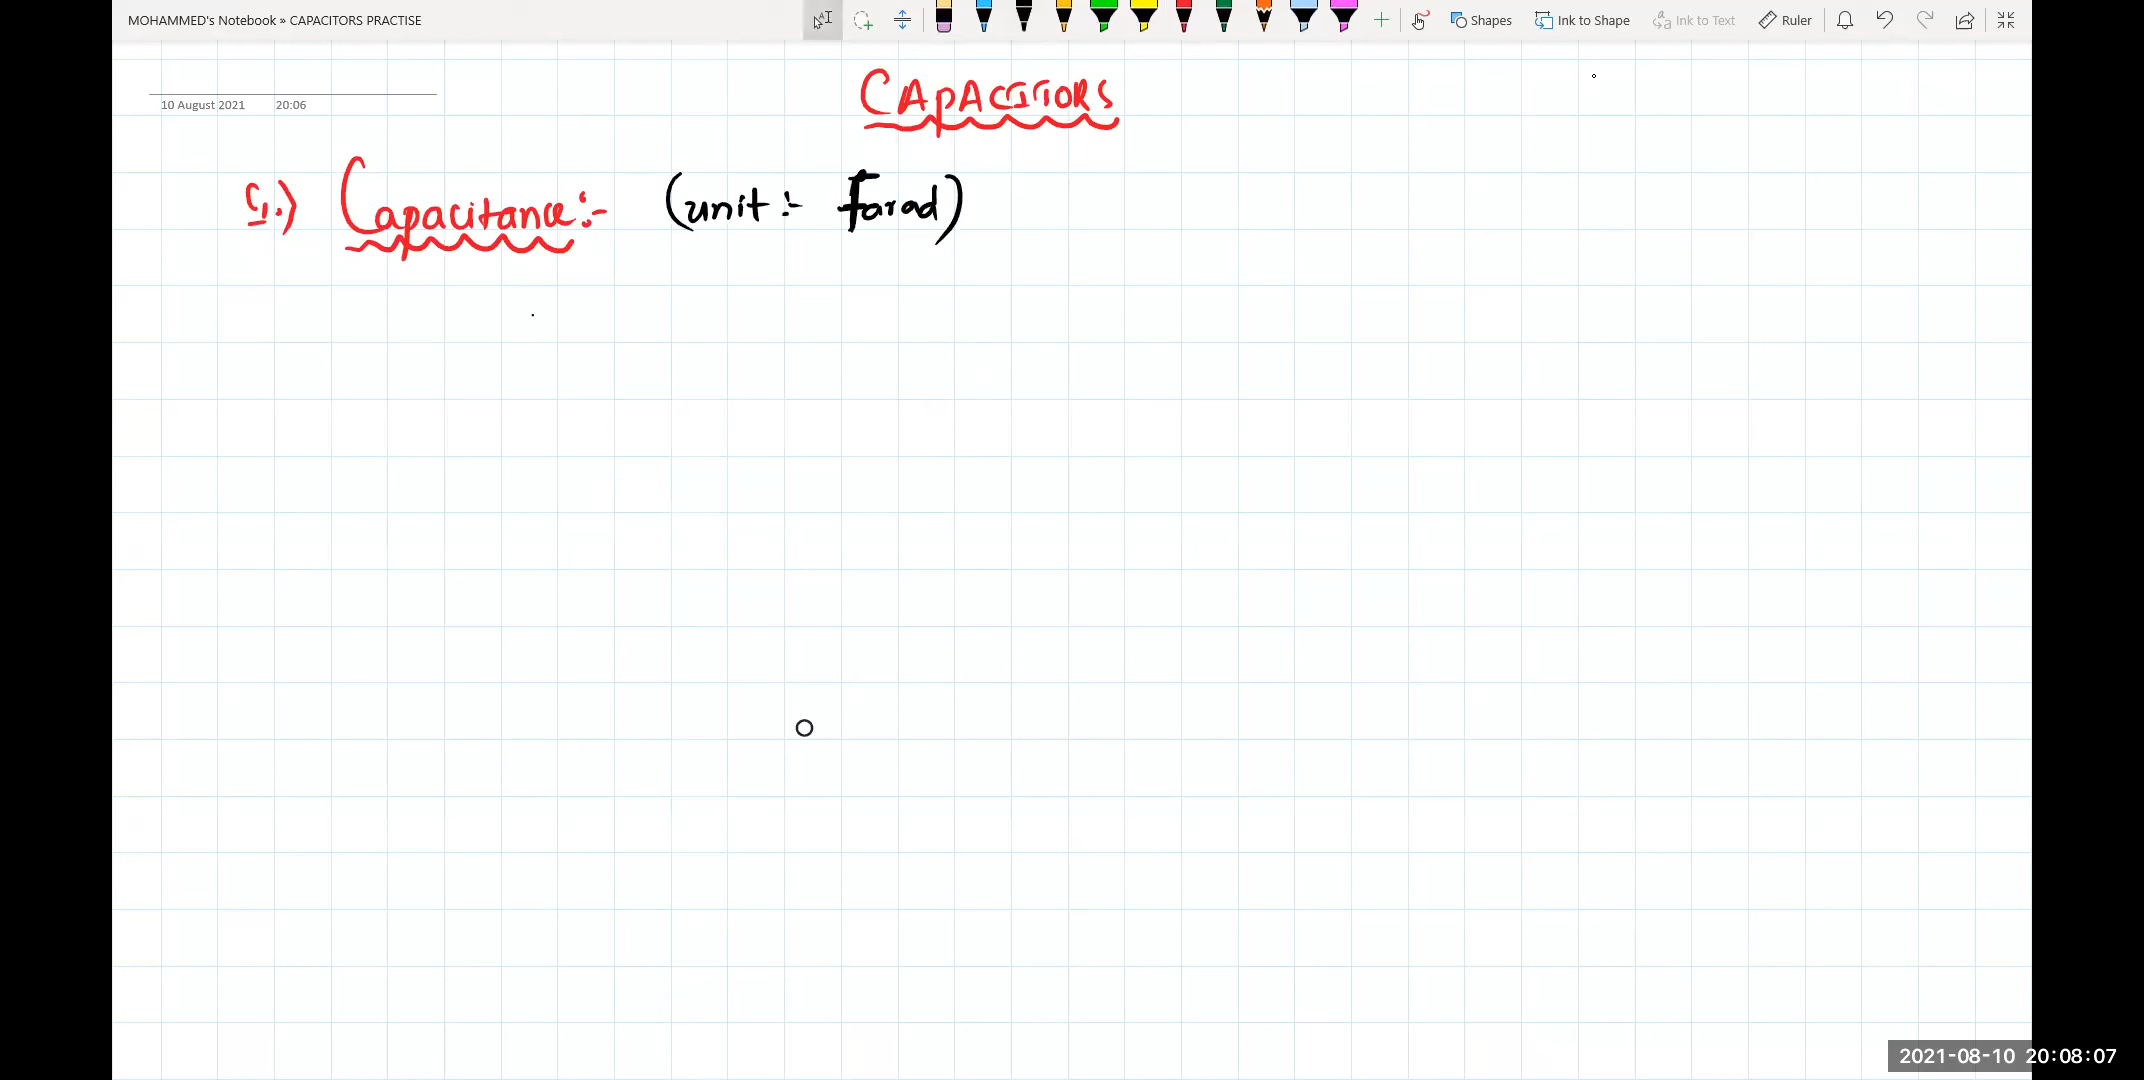 MOHAMMED's Notebook » CAPACITORS PRACTISE
Shapes Ink to Shape Ink to Text Ruler
CAPACITORS
10 August 2021 20:06
1.) Capacitance :- (unit :- Farad)
2021-08-10 20:08:07